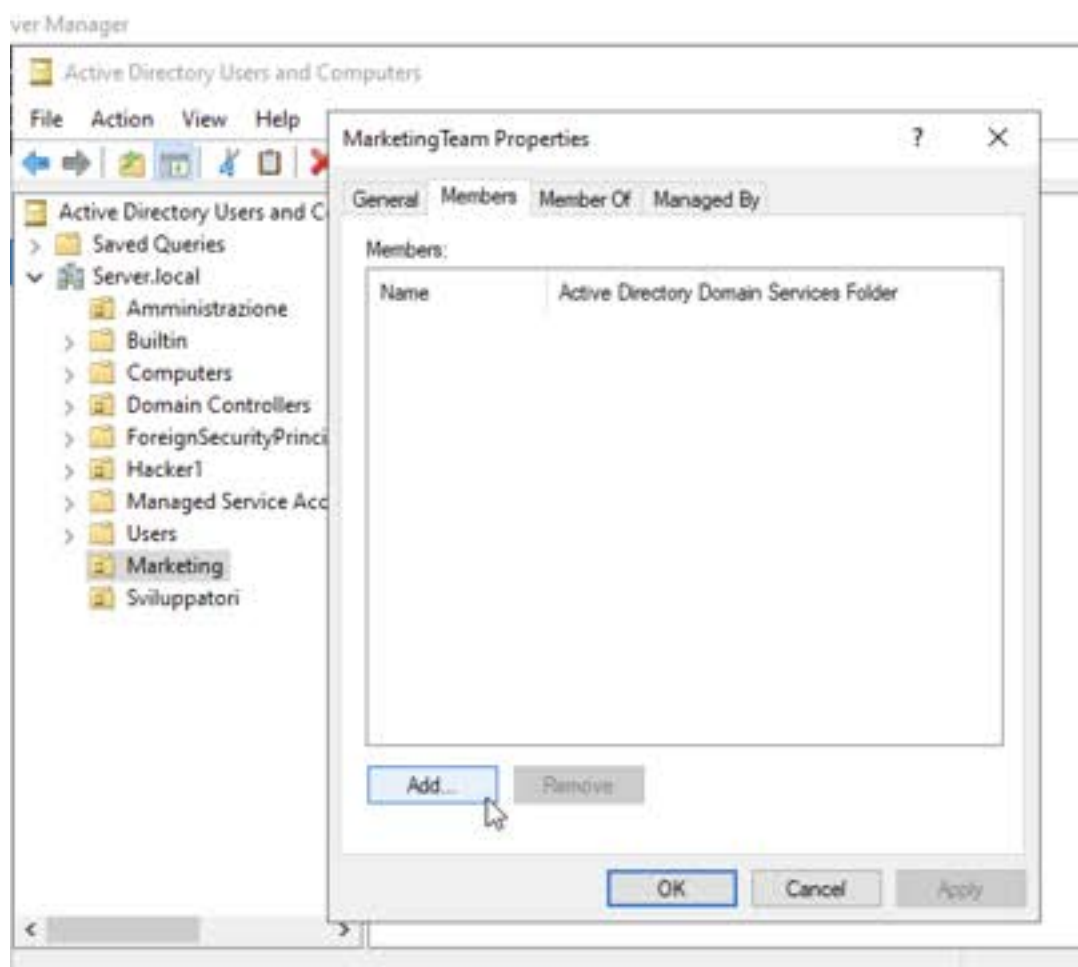 ver Manager
Active Directory Users and Computers
File Action View Help
MarketingTeam Properties
? X
General Members Member Of Managed By
Members:
Name Active Directory Domain Services Folder
Active Directory Users and C
Saved Queries
Server.local
Amministrazione
Builtin
Computers
Domain Controllers
ForeignSecurityPrinci
Hacker1
Managed Service Acc
Users
Marketing
Sviluppatori
Add... Remove
OK Cancel Apply